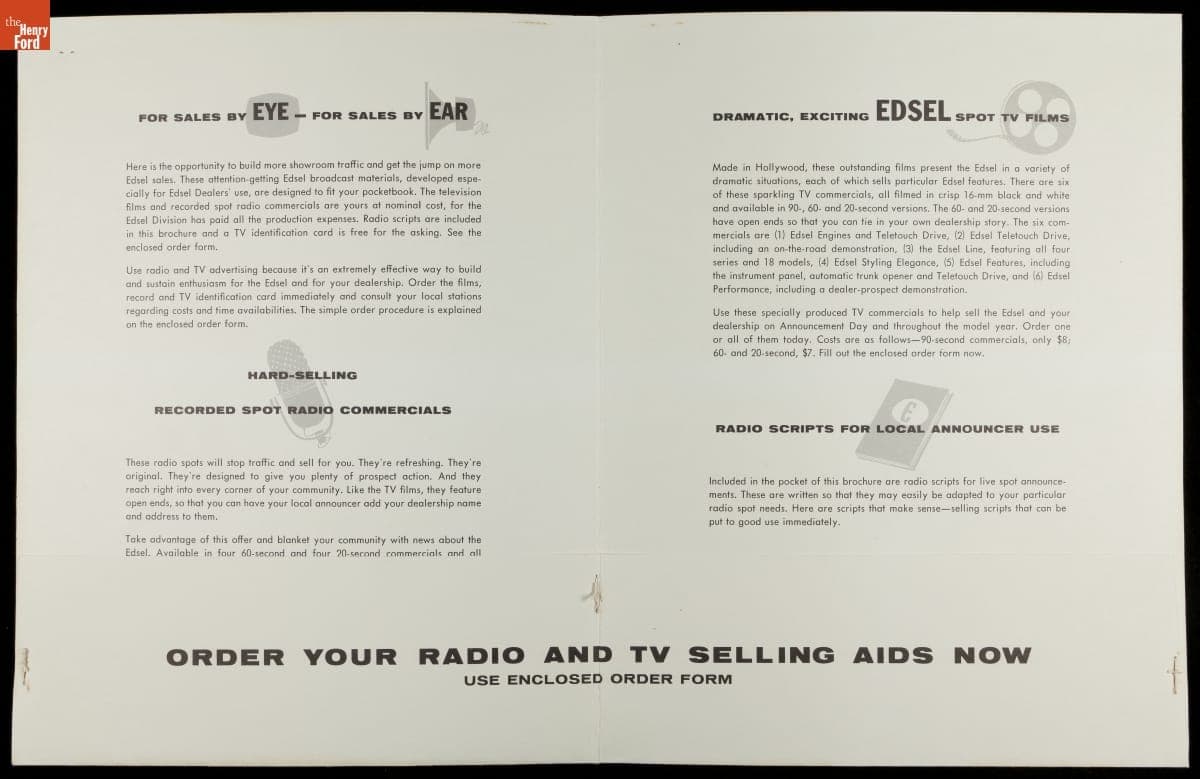 the
Henry
Ford
FOR SALES BY EYE – FOR SALES BY EAR
Here is the opportunity to build more showroom traffic and get the jump on more
Edsel sales. These attention-getting Edsel broadcast materials, developed espe-
cially for Edsel Dealers' use, are designed to fit your pocketbook. The television
films and recorded spot radio commercials are yours at nominal cost, for the
Edsel Division has paid all the production expenses. Radio scripts are included
in this brochure and a TV identification card is free for the asking. See the
enclosed order form.
Use radio and TV advertising because it's an extremely effective way to build
and sustain enthusiasm for the Edsel and for your dealership. Order the films,
record and TV identification card immediately and consult your local stations
regarding costs and time availabilities. The simple order procedure is explained
on the enclosed order form.
HARD-SELLING
RECORDED SPOT RADIO COMMERCIALS
These radio spots will stop traffic and sell for you. They're refreshing. They're
original. They're designed to give you plenty of prospect action. And they
reach right into every corner of your community. Like the TV films, they feature
open ends, so that you can have your local announcer add your dealership name
and address to them.
Take advantage of this offer and blanket your community with news about the
Edsel. Available in four 60-second and four 20-second commercials and all
DRAMATIC, EXCITING EDSEL SPOT TV FILMS
Made in Hollywood, these outstanding films present the Edsel in a variety of
dramatic situations, each of which sells particular Edsel features. There are six
of these sparkling TV commercials, all filmed in crisp 16-mm black and white
and available in 90-, 60- and 20-second versions. The 60- and 20-second versions
have open ends so that you can tie in your own dealership story. The six com-
mercials are (1) Edsel Engines and Teletouch Drive, (2) Edsel Teletouch Drive,
including an on-the-road demonstration, (3) the Edsel Line, featuring all four
series and 18 models, (4) Edsel Styling Elegance, (5) Edsel Features, including
the instrument panel, automatic trunk opener and Teletouch Drive, and (6) Edsel
Performance, including a dealer-prospect demonstration.
Use these specially produced TV commercials to help sell the Edsel and your
dealership on Announcement Day and throughout the model year. Order one
or all of them today. Costs are as follows—90-second commercials, only $8;
60- and 20-second, $7. Fill out the enclosed order form now.
E
RADIO SCRIPTS FOR LOCAL ANNOUNCER USE
Included in the pocket of this brochure are radio scripts for live spot announce-
ments. These are written so that they may easily be adapted to your particular
radio spot needs. Here are scripts that make sense—selling scripts that can be
put to good use immediately.
ORDER YOUR RADIO AND TV SELLING AIDS NOW
USE ENCLOSED ORDER FORM